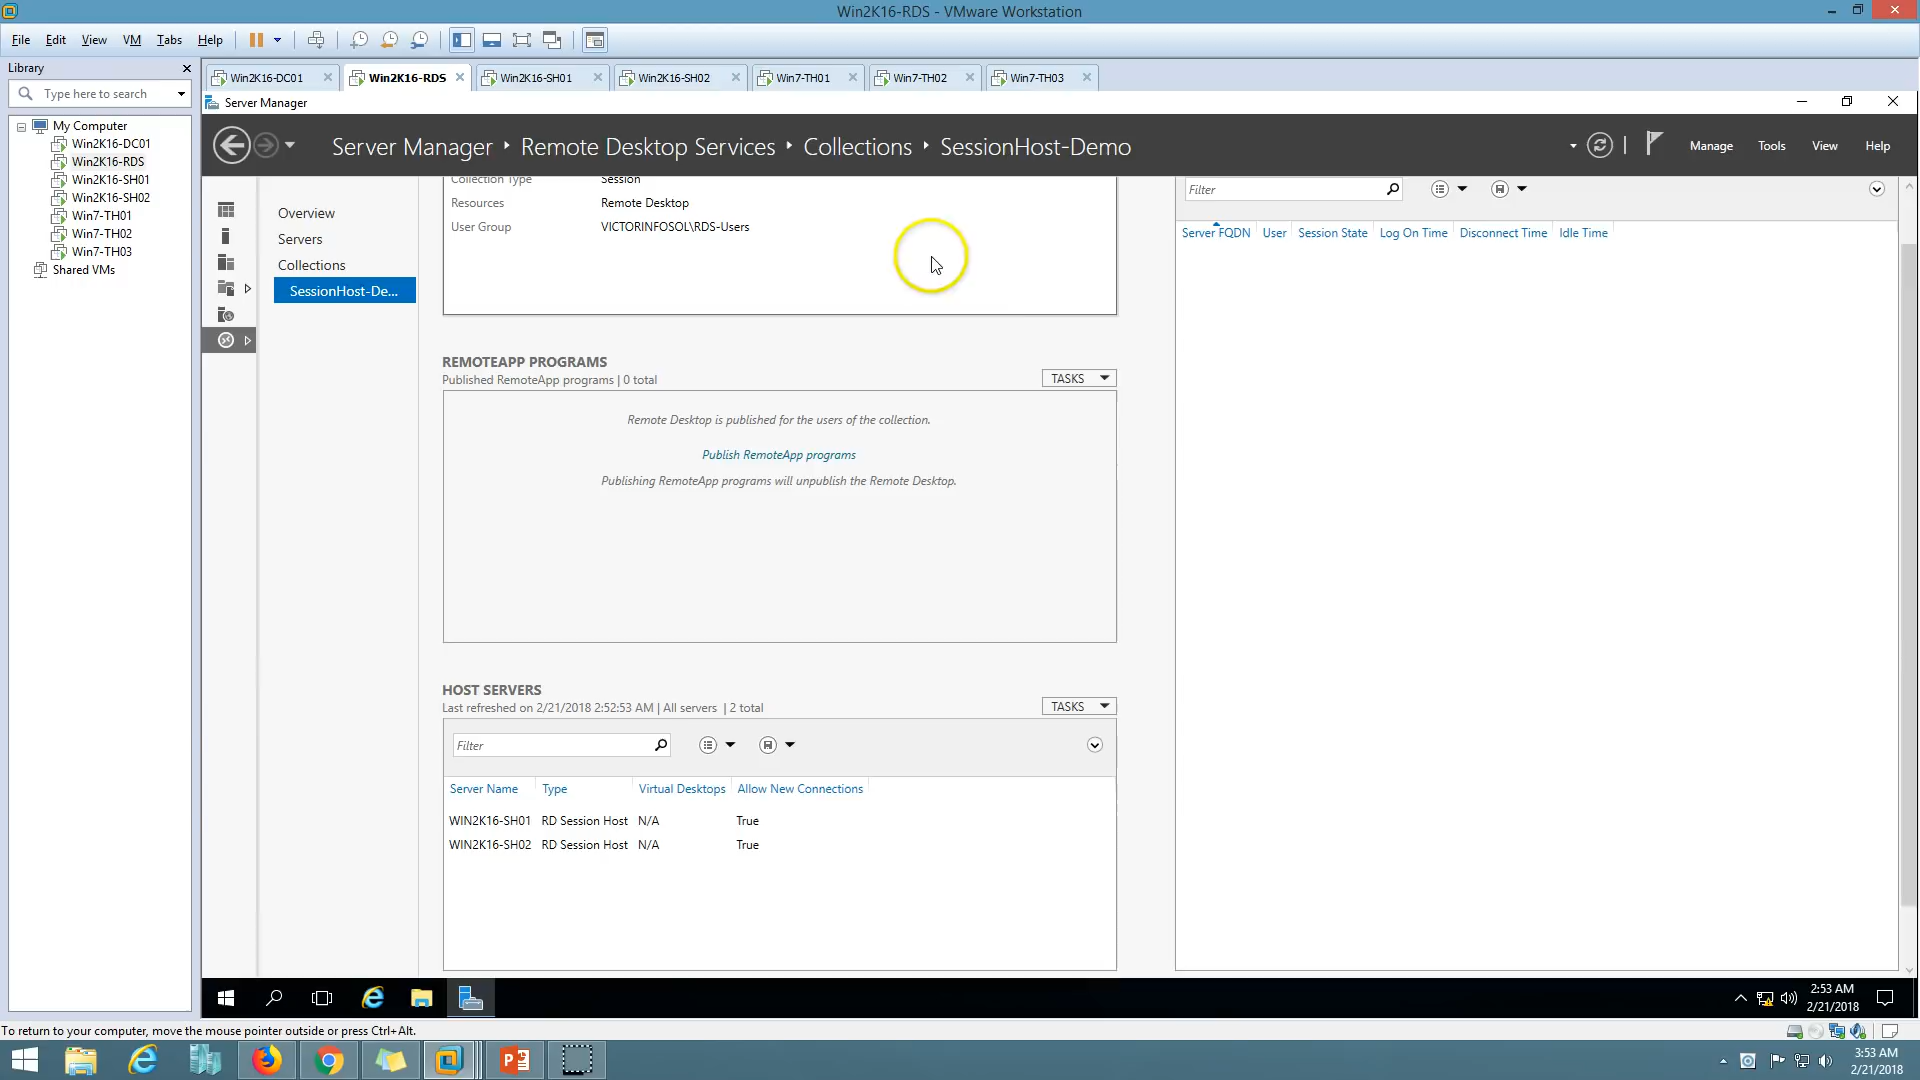 Win2K16-RDS - VMware Workstation
File Edit View VM Tabs Help
Library
Type here to search
My Computer
Win2K16-DC01
Win2K16-RDS
Win2K16-SH01
Win2K16-SH02
Win7-TH01
Win7-TH02
Win7-TH03
Shared VMs
Win2K16-DC01 Win2K16-RDS Win2K16-SH01 Win2K16-SH02 Win7-TH01 Win7-TH02 Win7-TH03
Server Manager
Server Manager Remote Desktop Services Collections SessionHost-Demo
Manage Tools View Help
Overview
Servers
Collections
SessionHost-De...
Collection Type Session
Resources Remote Desktop
User Group VICTORINFOSOL\RDS-Users
REMOTEAPP PROGRAMS
Published RemoteApp programs | 0 total
TASKS
Remote Desktop is published for the users of the collection.
Publish RemoteApp programs
Publishing RemoteApp programs will unpublish the Remote Desktop.
HOST SERVERS
Last refreshed on 2/21/2018 2:52:53 AM | All servers | 2 total
TASKS
Filter
Server Name Type Virtual Desktops Allow New Connections
WIN2K16-SH01 RD Session Host N/A True
WIN2K16-SH02 RD Session Host N/A True
Filter
Server FQDN User Session State Log On Time Disconnect Time Idle Time
2:53 AM
2/21/2018
To return to your computer, move the mouse pointer outside or press Ctrl+Alt.
3:53 AM
2/21/2018